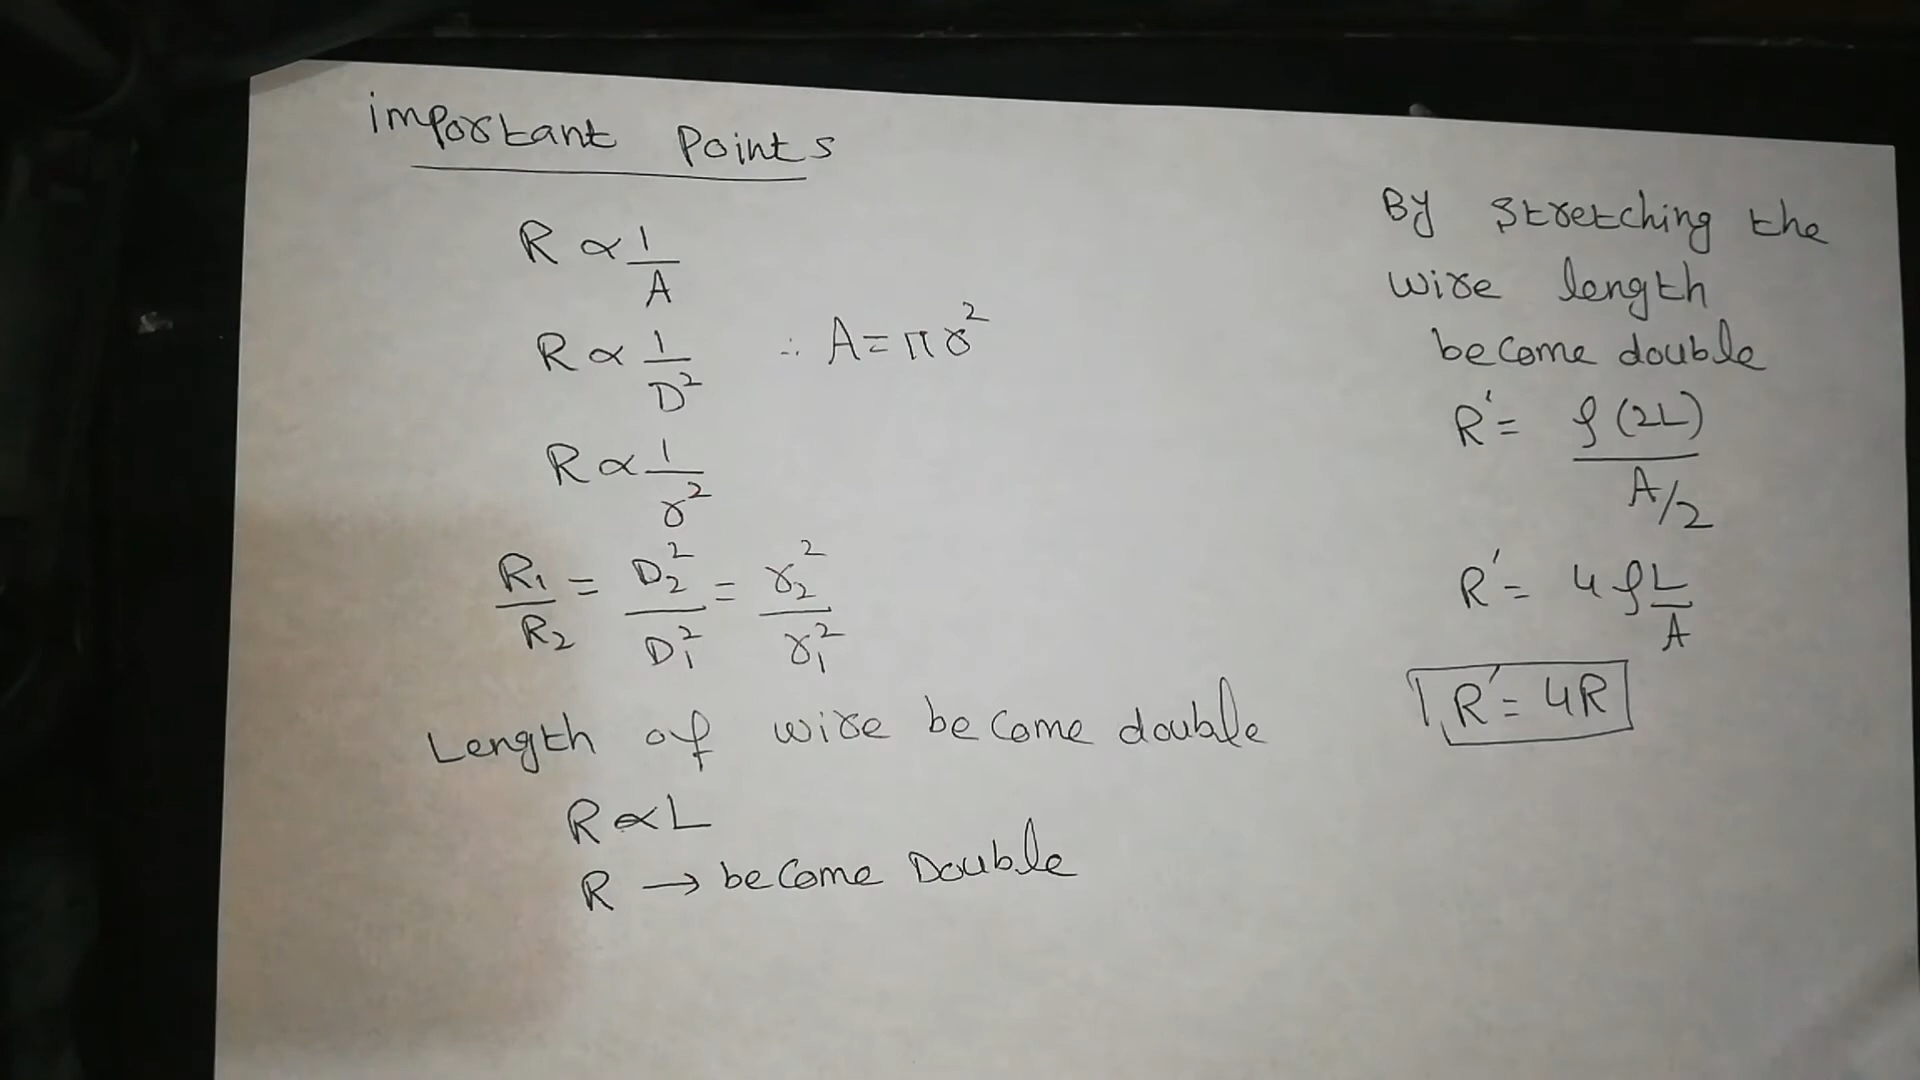 important Points
R ∝ 1/A
R ∝ 1/D² ∴ A = πr²
R ∝ 1/r²
R₁/R₂ = D₂²/D₁² = r₂²/r₁²
Length of wire become double
R ∝ L
R → become Double
By stretching the
wire length
become double
R' = ρ(2L)/(A/2)
R' = 4ρL/A
R' = 4R